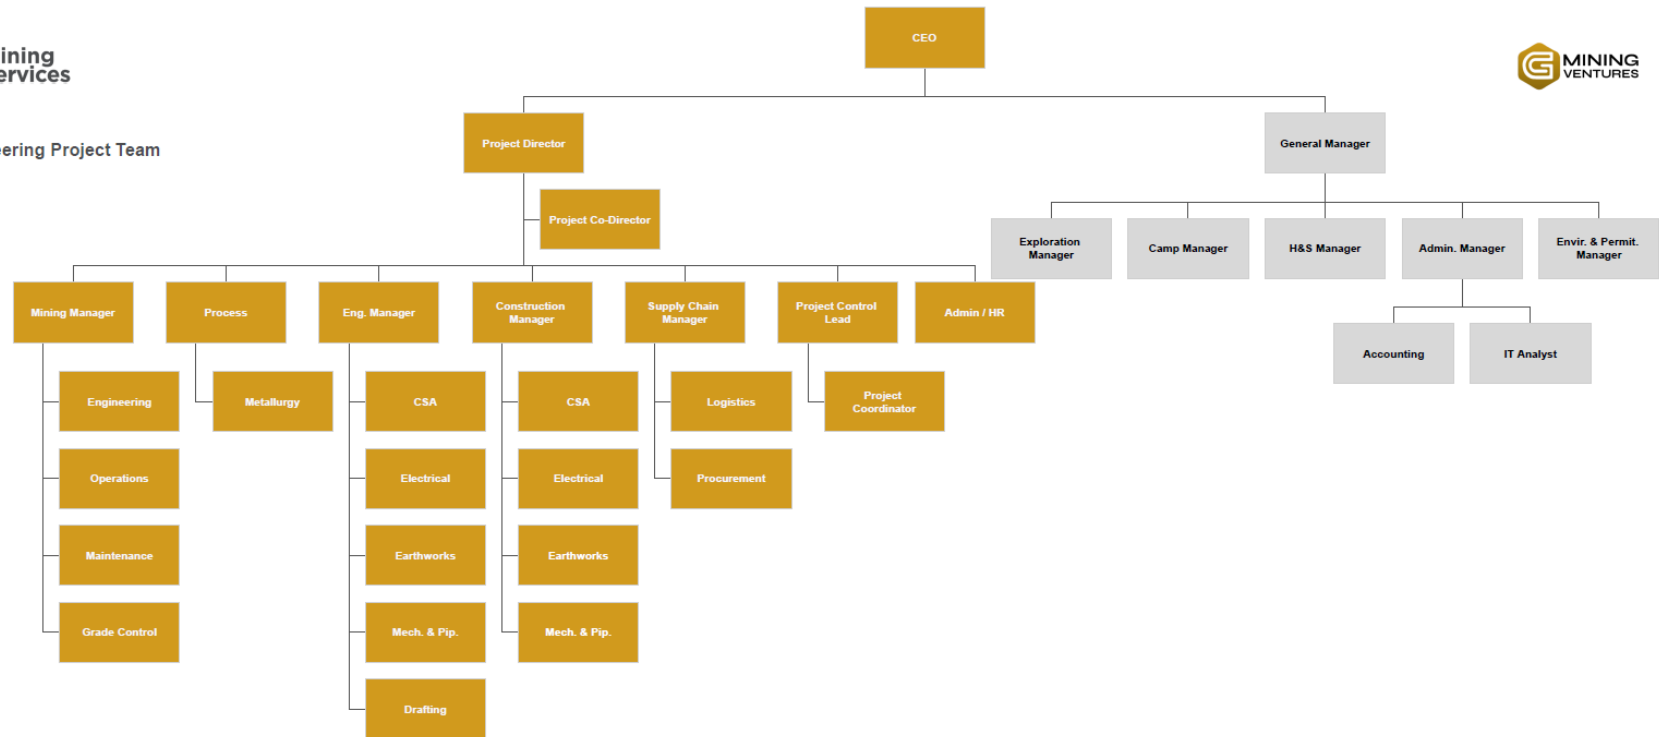 CEO
ining
ervices
MINING
VENTURES
Project Director
General Manager
eering Project Team
Project Co-Director
Exploration
Manager
Camp Manager
H&S Manager
Admin. Manager
Envir. & Permit.
Manager
Mining Manager
Process
Eng. Manager
Construction
Manager
Supply Chain
Manager
Project Control
Lead
Admin / HR
Accounting
IT Analyst
Engineering
Metallurgy
CSA
CSA
Logistics
Project
Coordinator
Operations
Electrical
Electrical
Procurement
Maintenance
Earthworks
Earthworks
Grade Control
Mech. & Pip.
Mech. & Pip.
Drafting